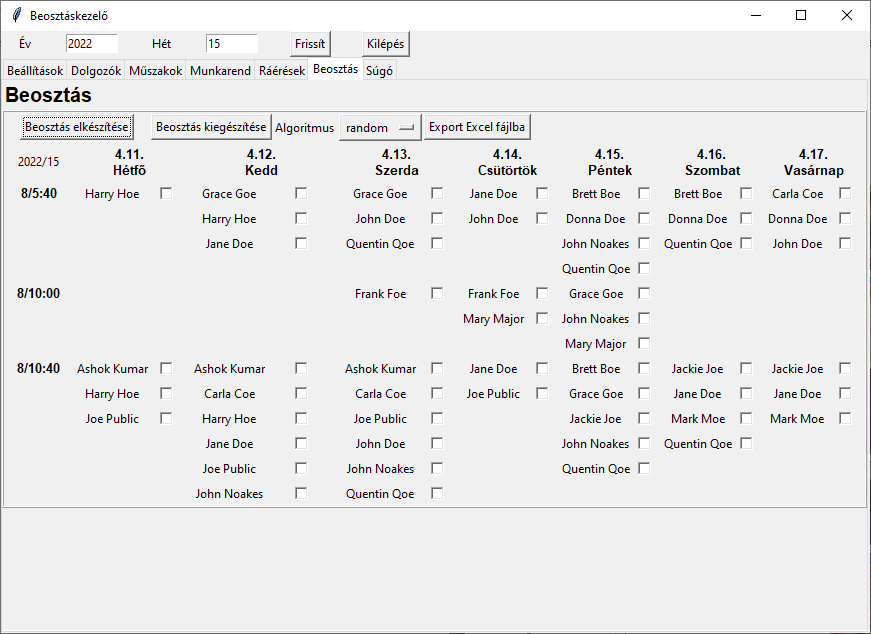 Beosztáskezelő
Év 2022 Hét 15 Frissít Kilépés
Beállítások Dolgozók Műszakok Munkarend Ráérések Beosztás Súgó
Beosztás
Beosztás elkészítése Beosztás kiegészítése Algoritmus random Export Excel fájlba
2022/15 4.11. 4.12. 4.13. 4.14. 4.15. 4.16. 4.17.
Hétfő Kedd Szerda Csütörtök Péntek Szombat Vasárnap
8/5:40 Harry Hoe Grace Goe Grace Goe Jane Doe Brett Boe Brett Boe Carla Coe
Harry Hoe John Doe John Doe Donna Doe Donna Doe Donna Doe
Jane Doe Quentin Qoe John Noakes Quentin Qoe John Doe
Quentin Qoe
8/10:00 Frank Foe Frank Foe Grace Goe
Mary Major John Noakes
Mary Major
8/10:40 Ashok Kumar Ashok Kumar Ashok Kumar Jane Doe Brett Boe Jackie Joe Jackie Joe
Harry Hoe Carla Coe Carla Coe Joe Public Grace Goe Jane Doe Jane Doe
Joe Public Harry Hoe Joe Public Jackie Joe Mark Moe Mark Moe
Jane Doe John Doe John Noakes Quentin Qoe
Joe Public John Noakes Quentin Qoe
John Noakes Quentin Qoe